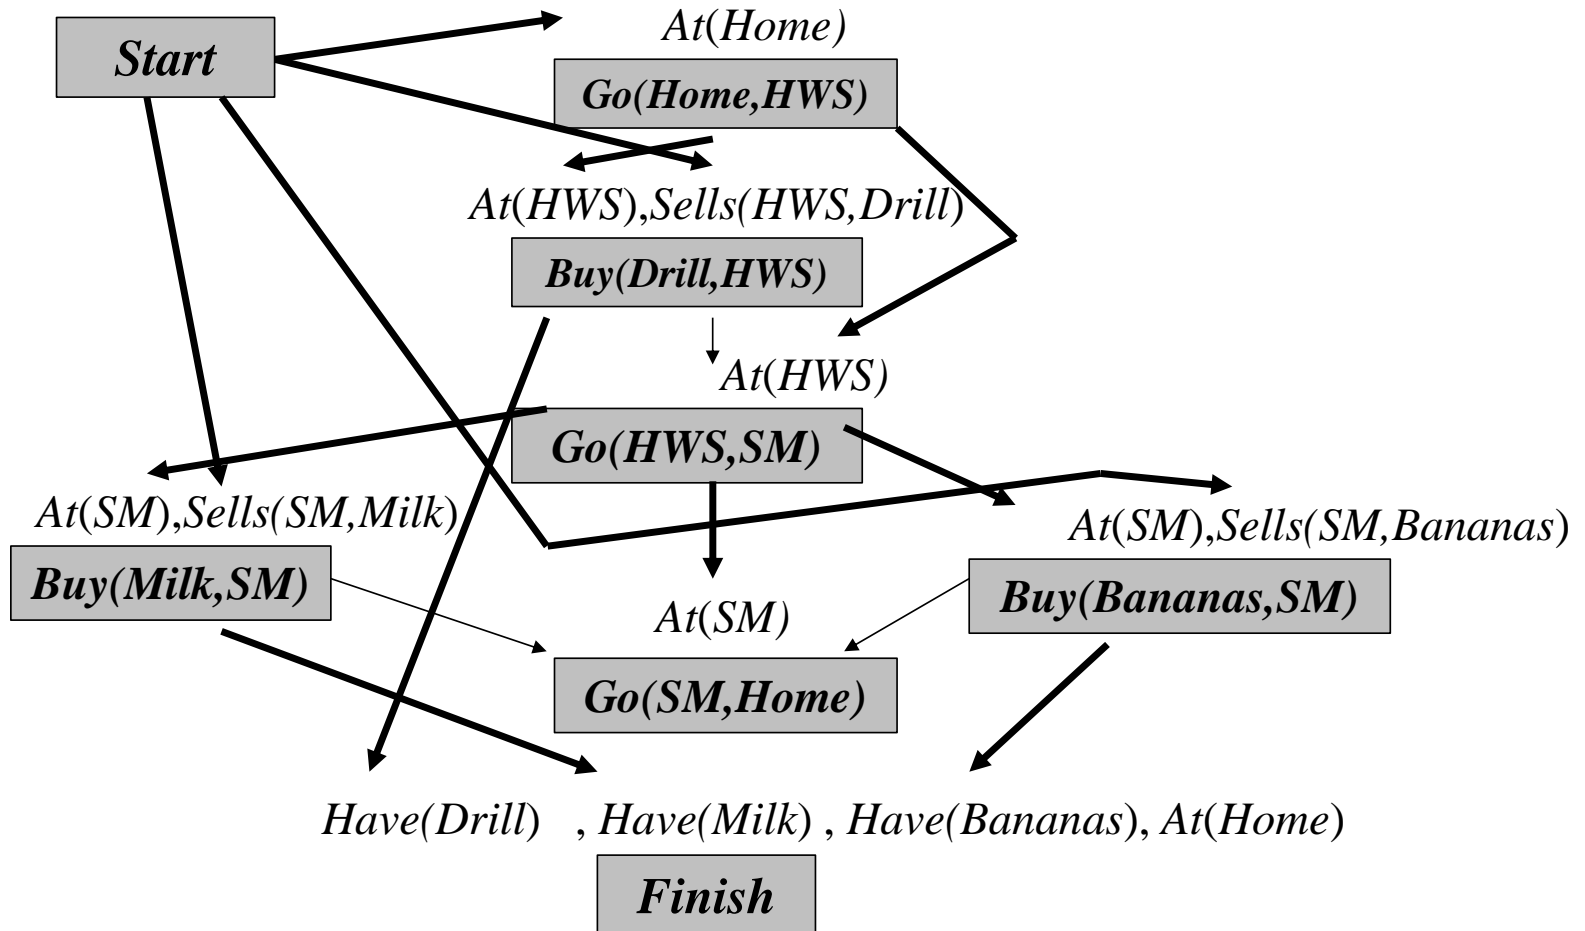 At(Home)
Start
Go(Home,HWS)
At(HWS),Sells(HWS,Drill)
Buy(Drill,HWS)
At(HWS)
Go(HWS,SM)
At(SM),Sells(SM,Milk)
At(SM),Sells(SM,Bananas)
Buy(Milk,SM)
Buy(Bananas,SM)
At(SM)
Go(SM,Home)
Have(Drill) , Have(Milk) , Have(Bananas), At(Home)
Finish